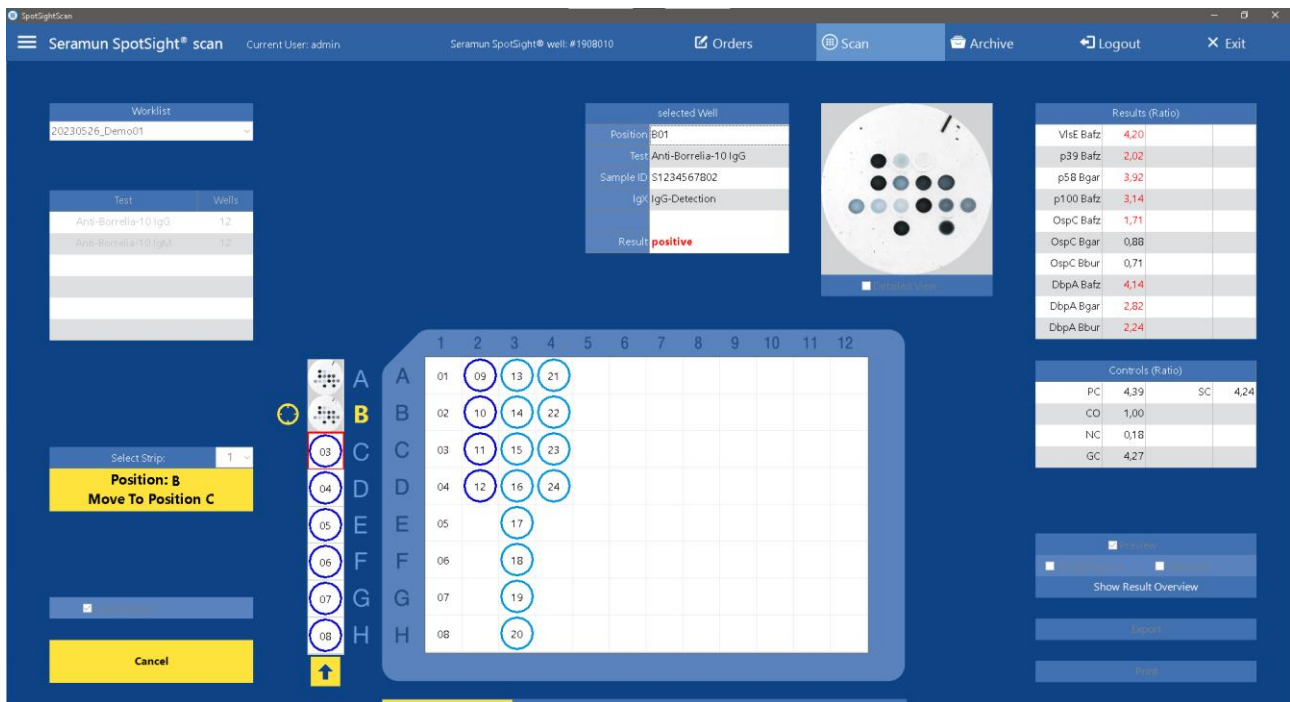 SpotSightScan
Seramun SpotSight® scan
Current User: admin
Seramun SpotSight® well: #1908010
Orders
Scan
Archive
Logout
Exit
Worklist
20230526_Demo01
Test Wells
Anti-Borrelia-10 IgG 12
Anti-Borrelia-10 IgM 12
selected Well
Position B01
Test Anti-Borrelia-10 IgG
Sample ID S1234567802
IgX IgG-Detection
Result positive
Detailed View
Results (Ratio)
VlsE Bafz 4,20
p39 Bafz 2,02
p58 Bgar 3,92
p100 Bafz 3,14
OspC Bafz 1,71
OspC Bgar 0,88
OspC Bbur 0,71
DbpA Bafz 4,14
DbpA Bgar 2,82
DbpA Bbur 2,24
Controls (Ratio)
PC 4,39 SC 4,24
CO 1,00
NC 0,18
GC 4,27
Select Strip: 1
Position: B
Move To Position C
Cancel
1 2 3 4 5 6 7 8 9 10 11 12
A A 01 09 13 21
B B 02 10 14 22
03 C C 03 11 15 23
04 D D 04 12 16 24
05 E E 05 17
06 F F 06 18
07 G G 07 19
08 H H 08 20
Preview
Show Result Overview
Export
Print